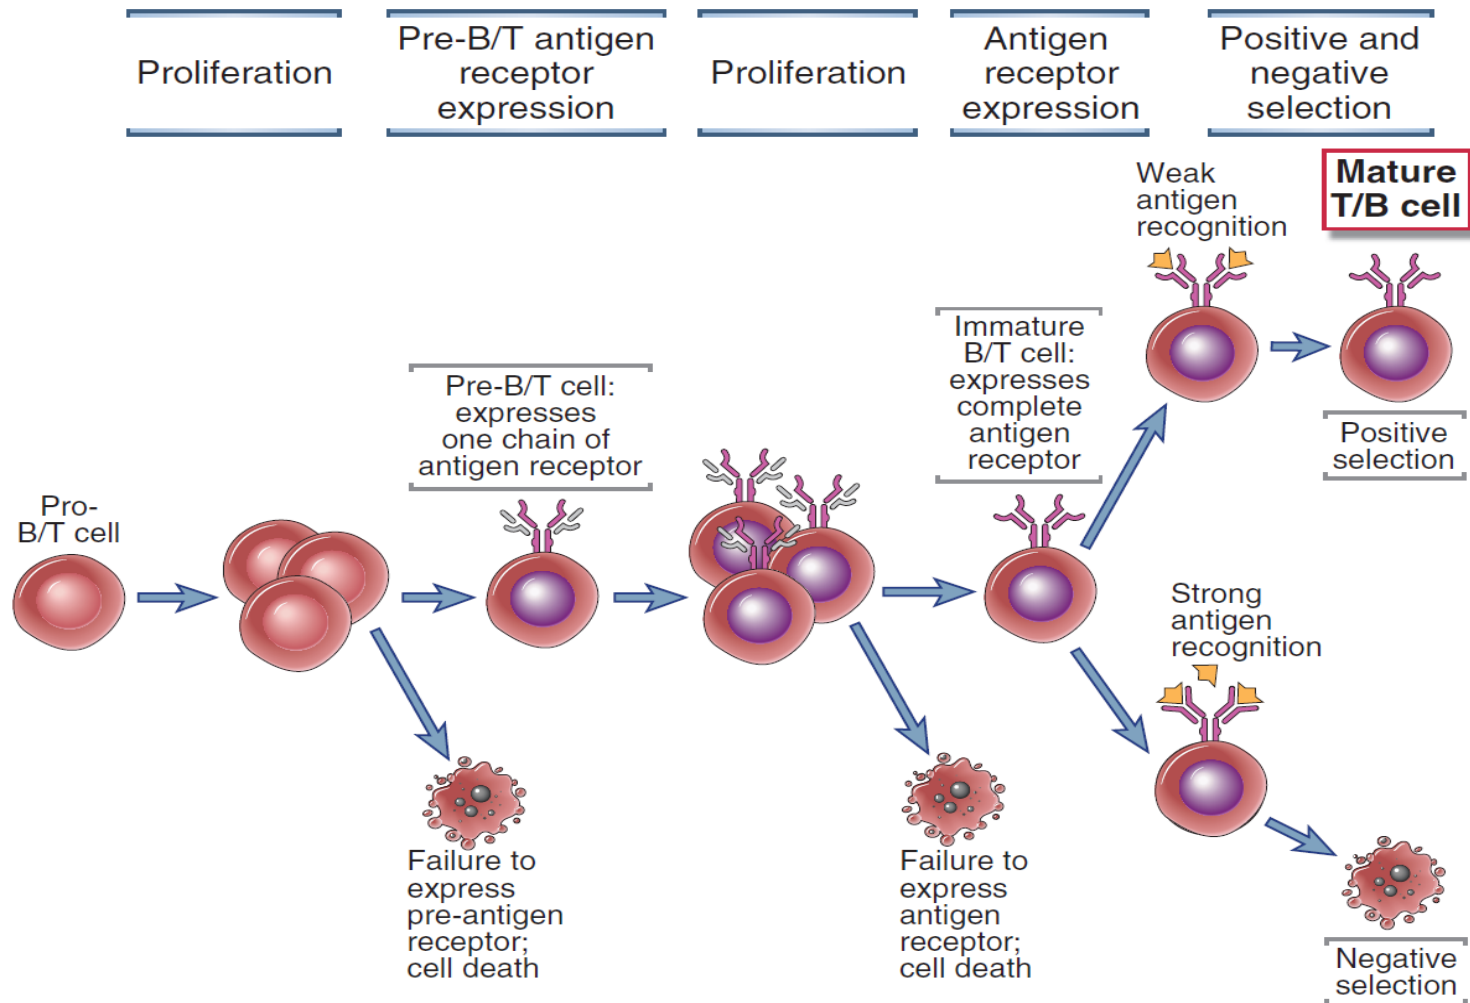 Proliferation
Pre-B/T antigen
receptor
expression
Proliferation
Antigen
receptor
expression
Positive and
negative
selection
Weak
antigen
recognition
Mature
T/B cell
Immature
B/T cell:
expresses
complete
antigen
receptor
Pre-B/T cell:
expresses
one chain of
antigen receptor
Positive
selection
Pro-
B/T cell
Strong
antigen
recognition
Failure to
express
pre-antigen
receptor;
cell death
Failure to
express
antigen
receptor;
cell death
Negative
selection